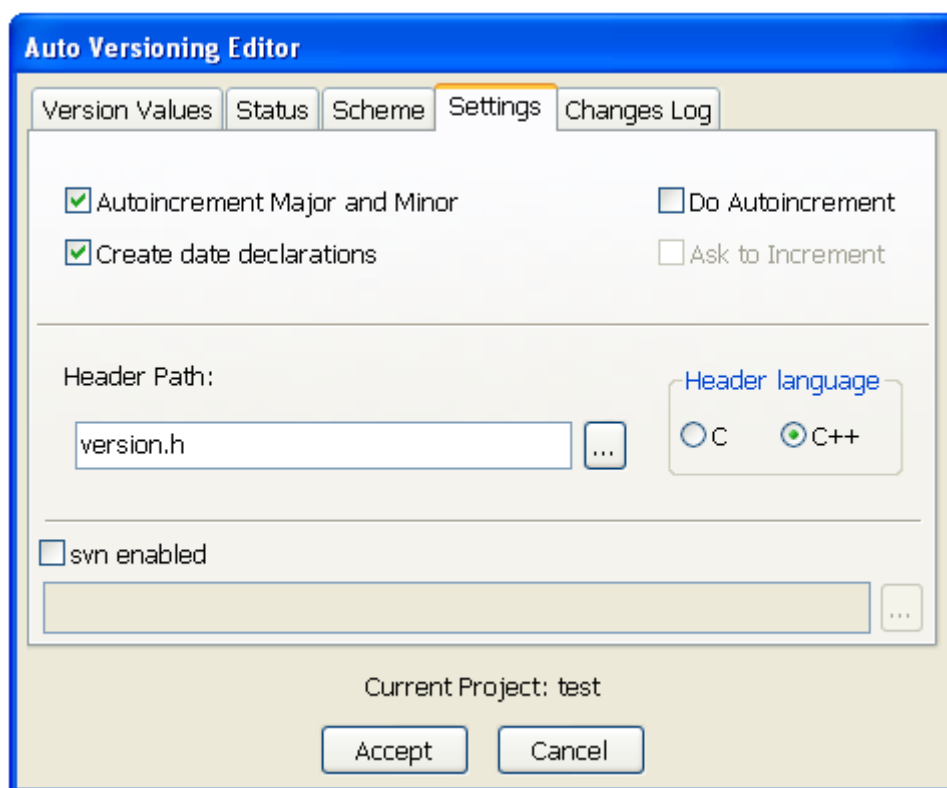 Auto Versioning Editor
Version Values Status Scheme Settings Changes Log
Autoincrement Major and Minor Do Autoincrement
Create date declarations Ask to Increment
Header Path: Header language
version.h ... C C++
svn enabled
...
Current Project: test
Accept Cancel